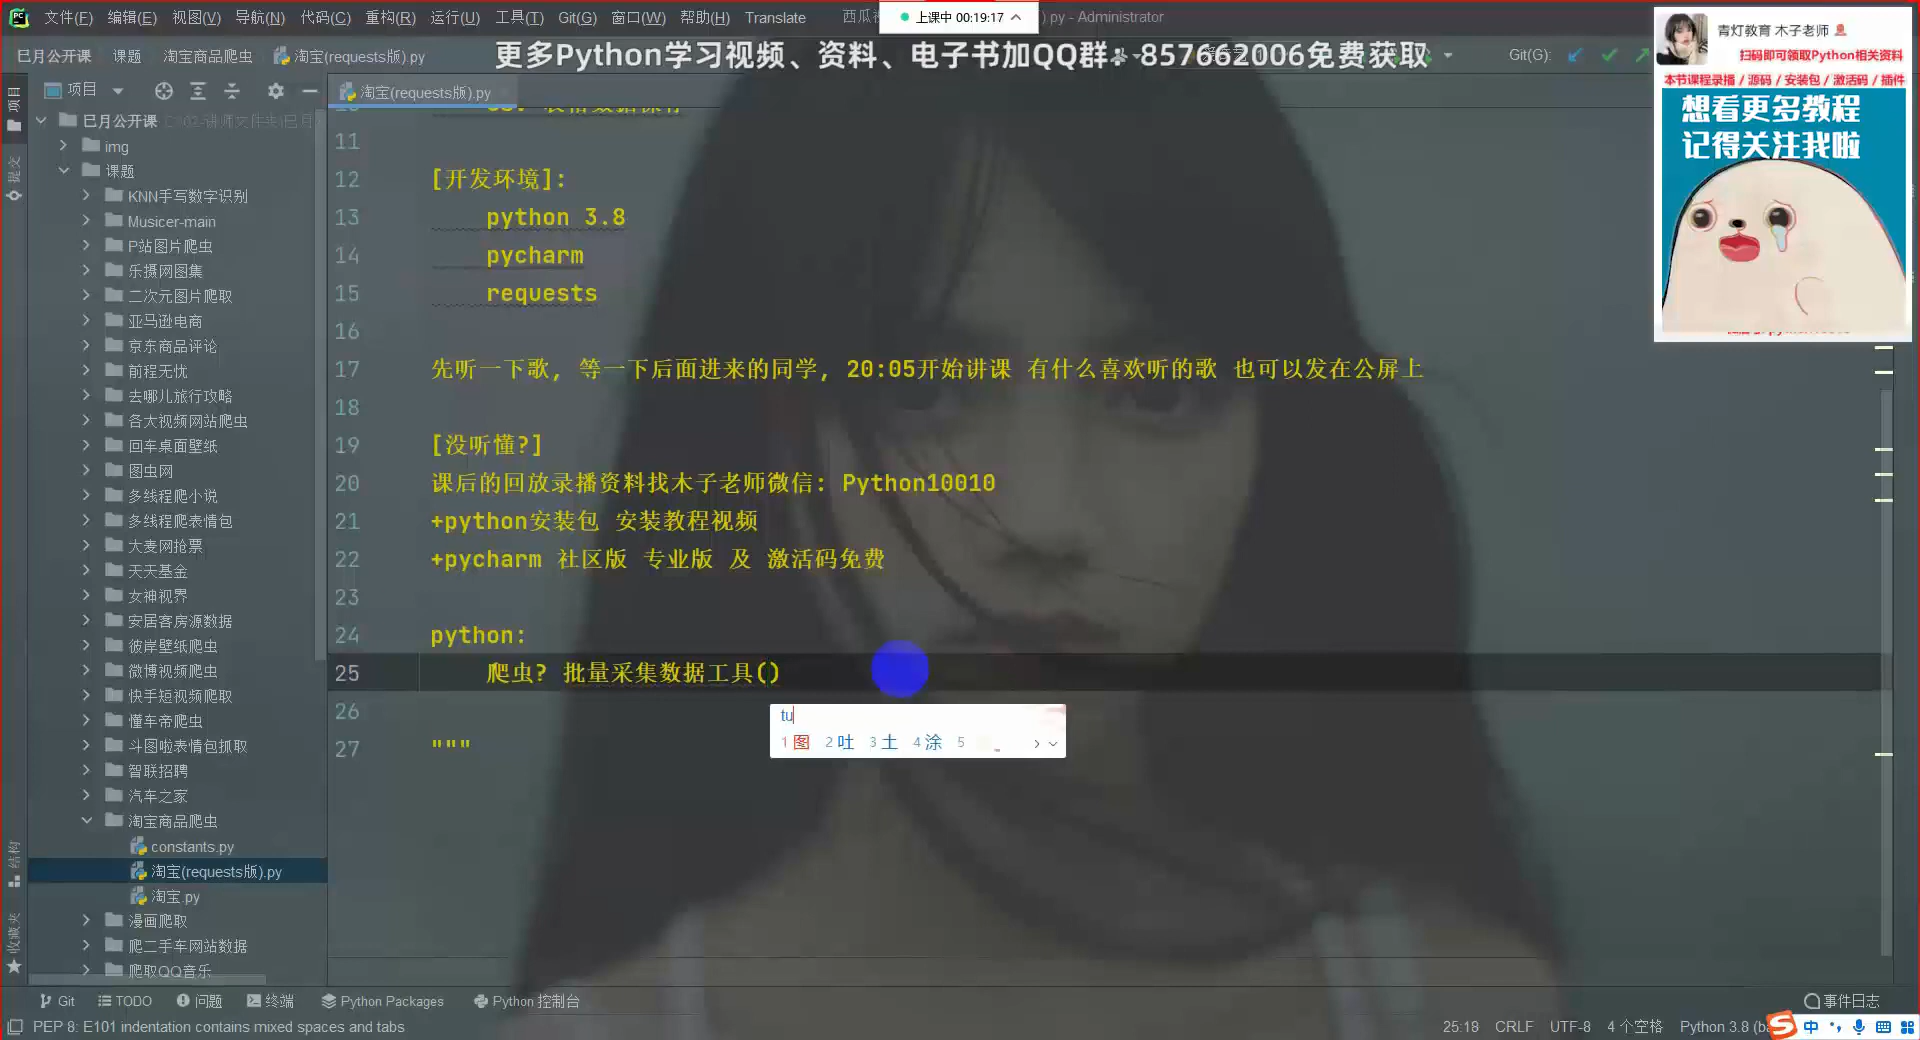 文件(F) 编辑(E) 视图(V) 导航(N) 代码(C) 重构(R) 运行(U) 工具(T) Git(G) 窗口(W) 帮助(H) Translate
上课中 00:19:17
).py - Administrator
巳月公开课 课题 淘宝商品爬虫 淘宝(requests版).py
更多Python学习视频、资料、电子书加QQ群:857662006免费获取
Git(G):
青灯教育 木子老师
扫码即可领取Python相关资料
本节课程录播 / 源码 / 安装包 / 激活码 / 插件
想看更多教程
记得关注我啦
项目
项目
提交
结构
收藏夹
巳月公开课
img
课题
KNN手写数字识别
Musicer-main
P站图片爬虫
乐摄网图集
二次元图片爬取
亚马逊电商
京东商品评论
前程无忧
去哪儿旅行攻略
各大视频网站爬虫
回车桌面壁纸
图虫网
多线程爬小说
多线程爬表情包
大麦网抢票
天天基金
女神视界
安居客房源数据
彼岸壁纸爬虫
微博视频爬虫
快手短视频爬取
懂车帝爬虫
斗图啦表情包抓取
智联招聘
汽车之家
淘宝商品爬虫
constants.py
淘宝(requests版).py
淘宝.py
漫画爬取
爬二手车网站数据
爬取QQ音乐
淘宝(requests版).py
11
12 [开发环境]:
13 python 3.8
14 pycharm
15 requests
16
17 先听一下歌, 等一下后面进来的同学, 20:05开始讲课 有什么喜欢听的歌 也可以发在公屏上
18
19 [没听懂?]
20 课后的回放录播资料找木子老师微信: Python10010
21 +python安装包 安装教程视频
22 +pycharm 社区版 专业版 及 激活码免费
23
24 python:
25 爬虫? 批量采集数据工具()
26
27 """
tu
1 图 2 吐 3 土 4 涂 5
Git TODO 问题 终端 Python Packages Python 控制台 事件日志
PEP 8: E101 indentation contains mixed spaces and tabs
25:18 CRLF UTF-8 4 个空格 Python 3.8 (ba
中